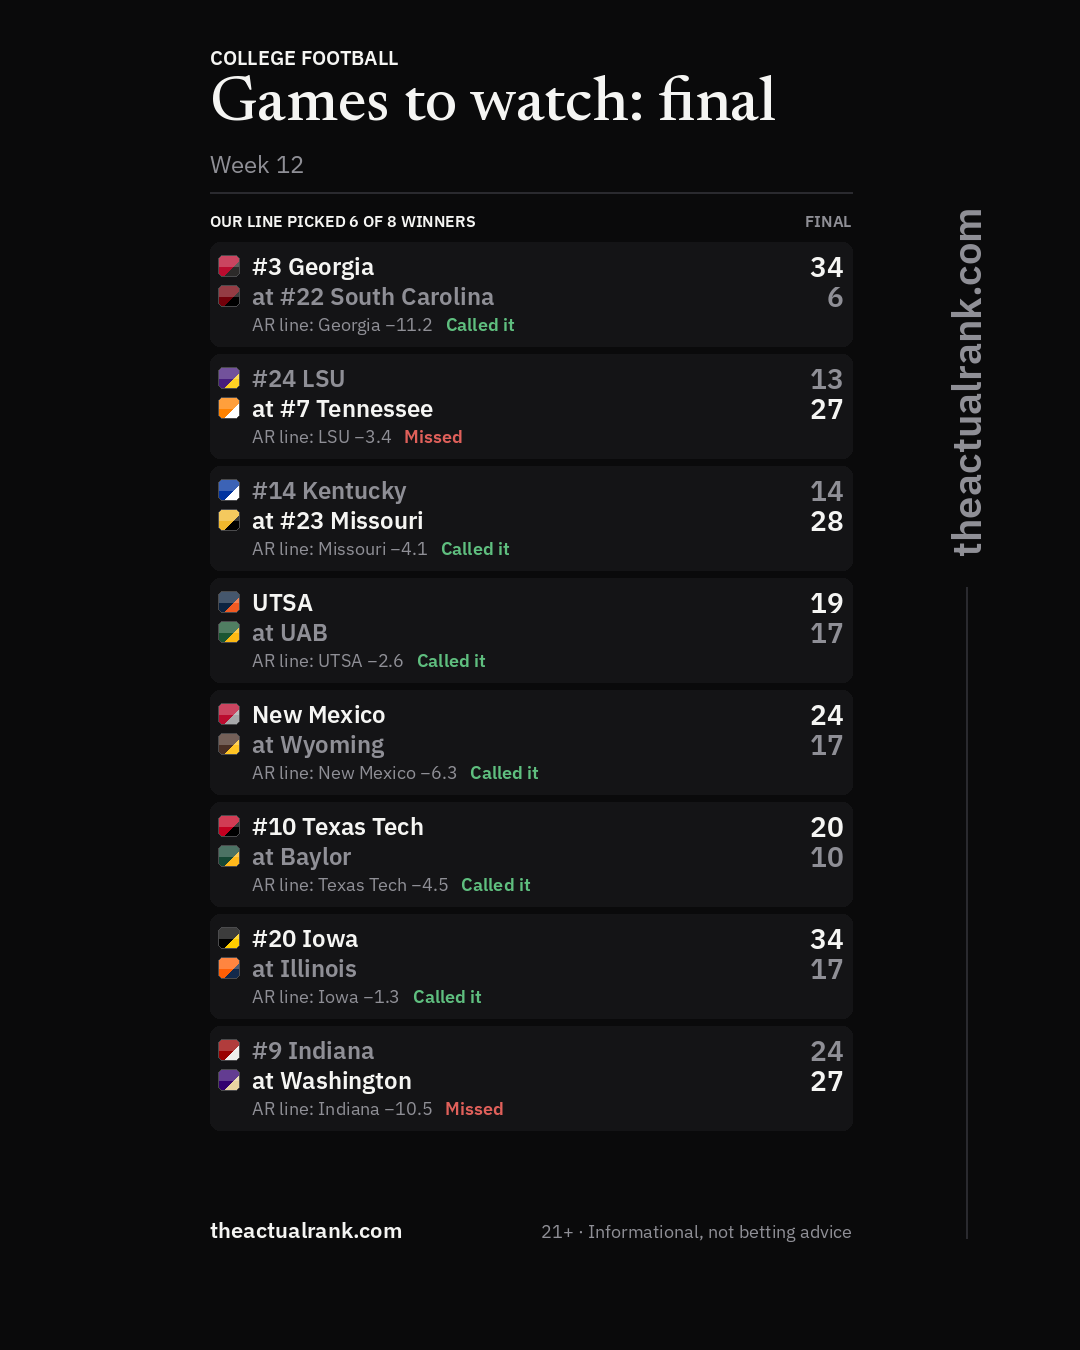 COLLEGE FOOTBALL
Games to watch: final
Week 12
OUR LINE PICKED 6 OF 8 WINNERS FINAL
#3 Georgia 34
at #22 South Carolina 6
AR line: Georgia −11.2 Called it
#24 LSU 13
at #7 Tennessee 27
AR line: LSU −3.4 Missed
#14 Kentucky 14
at #23 Missouri 28
AR line: Missouri −4.1 Called it
UTSA 19
at UAB 17
AR line: UTSA −2.6 Called it
New Mexico 24
at Wyoming 17
AR line: New Mexico −6.3 Called it
#10 Texas Tech 20
at Baylor 10
AR line: Texas Tech −4.5 Called it
#20 Iowa 34
at Illinois 17
AR line: Iowa −1.3 Called it
#9 Indiana 24
at Washington 27
AR line: Indiana −10.5 Missed
theactualrank.com 21+ · Informational, not betting advice
theactualrank.com